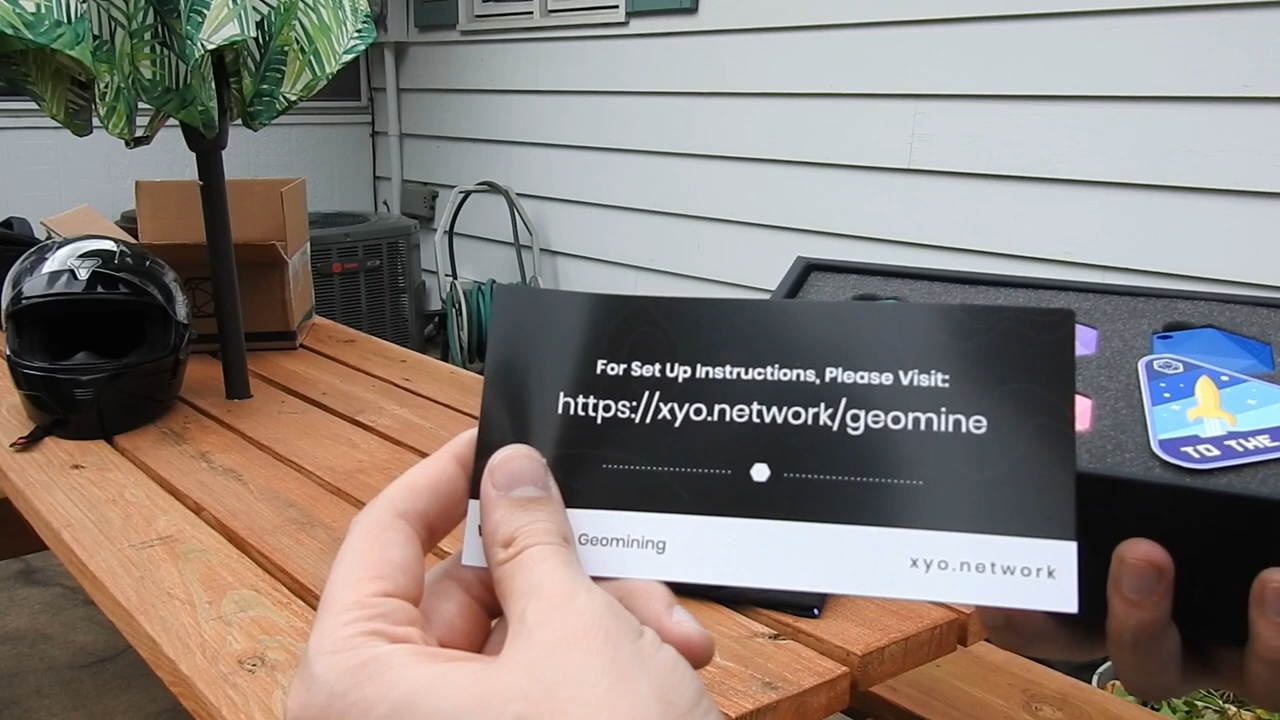 For Set Up Instructions, Please Visit:
https://xyo.network/geomine
Geomining
xyo.network
TO THE